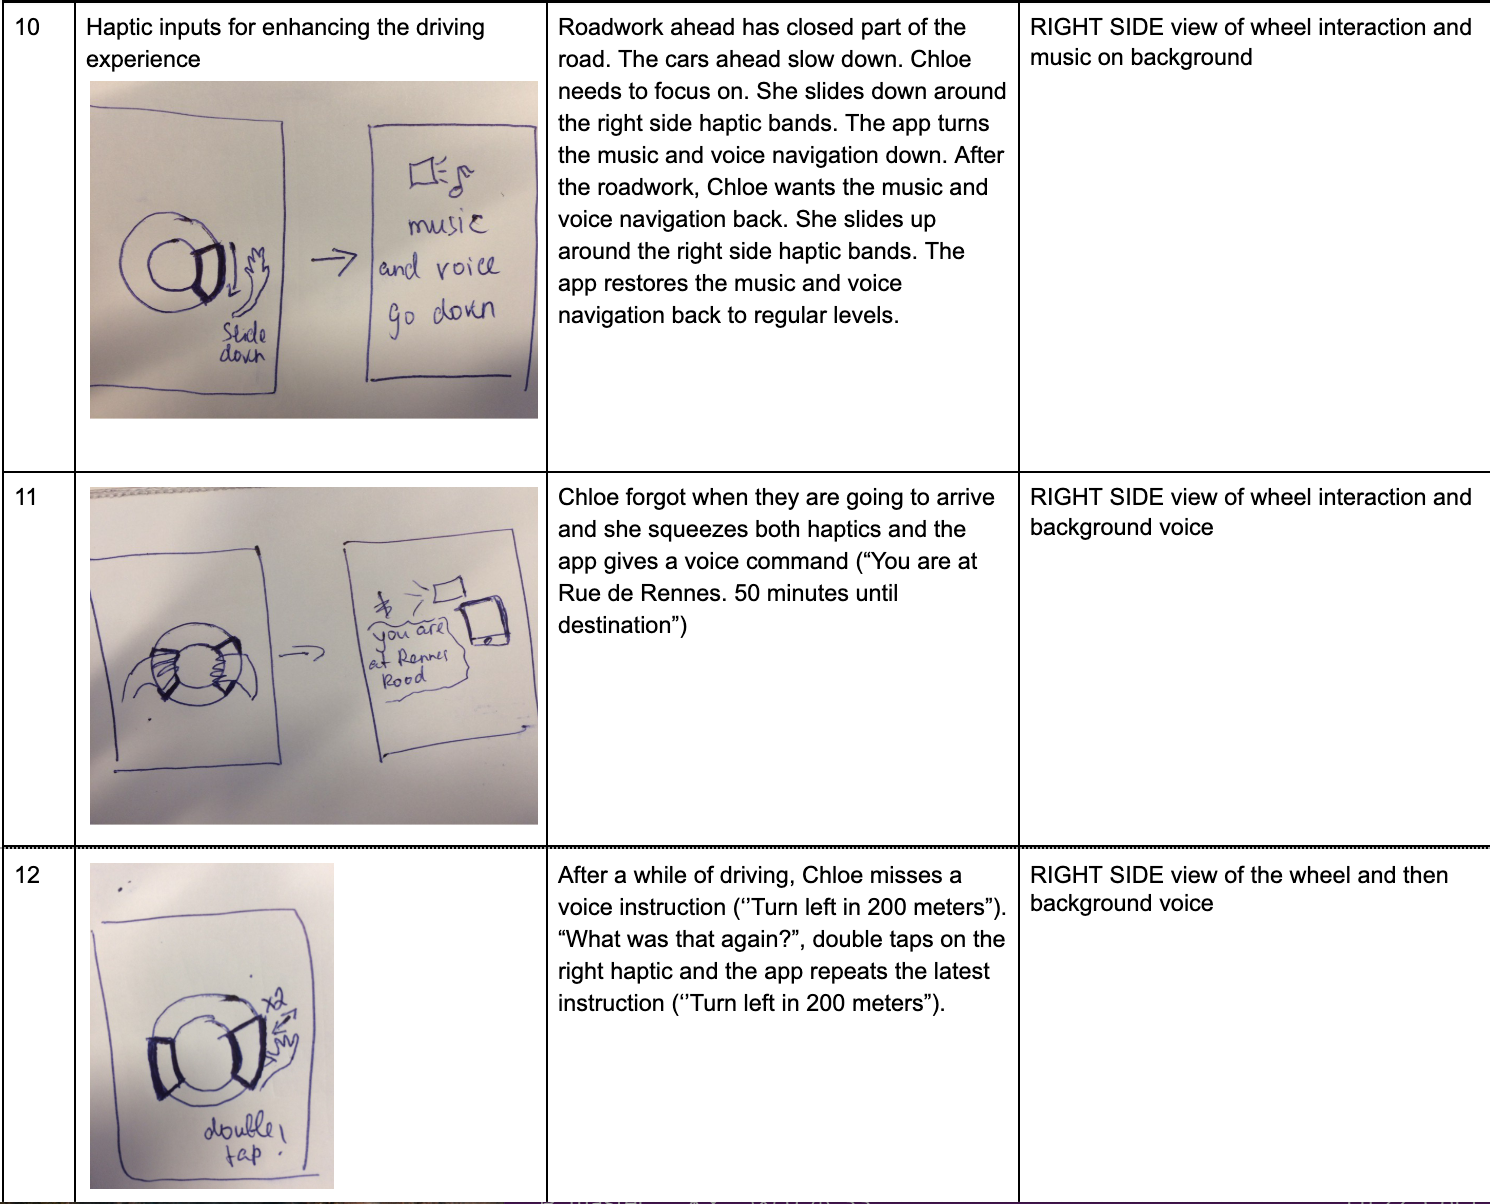 10
Haptic inputs for enhancing the driving
experience
slide
down
music
and voice
go down
Roadwork ahead has closed part of the
road. The cars ahead slow down. Chloe
needs to focus on. She slides down around
the right side haptic bands. The app turns
the music and voice navigation down. After
the roadwork, Chloe wants the music and
voice navigation back. She slides up
around the right side haptic bands. The
app restores the music and voice
navigation back to regular levels.
RIGHT SIDE view of wheel interaction and
music on background
11
you are
at Rennes
Road
Chloe forgot when they are going to arrive
and she squeezes both haptics and the
app gives a voice command (“You are at
Rue de Rennes. 50 minutes until
destination”)
RIGHT SIDE view of wheel interaction and
background voice
12
x2
double
tap!
After a while of driving, Chloe misses a
voice instruction (‘’Turn left in 200 meters”).
“What was that again?”, double taps on the
right haptic and the app repeats the latest
instruction (‘’Turn left in 200 meters”).
RIGHT SIDE view of the wheel and then
background voice